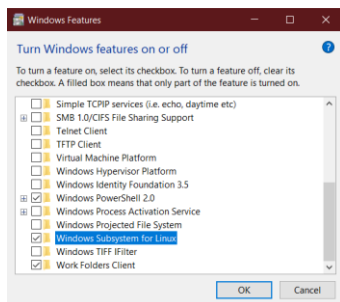 Windows Features
Turn Windows features on or off
?
To turn a feature on, select its checkbox. To turn a feature off, clear its
checkbox. A filled box means that only part of the feature is turned on.
Simple TCPIP services (i.e. echo, daytime etc)
SMB 1.0/CIFS File Sharing Support
Telnet Client
TFTP Client
Virtual Machine Platform
Windows Hypervisor Platform
Windows Identity Foundation 3.5
Windows PowerShell 2.0
Windows Process Activation Service
Windows Projected File System
Windows Subsystem for Linux
Windows TIFF IFilter
Work Folders Client
OK Cancel